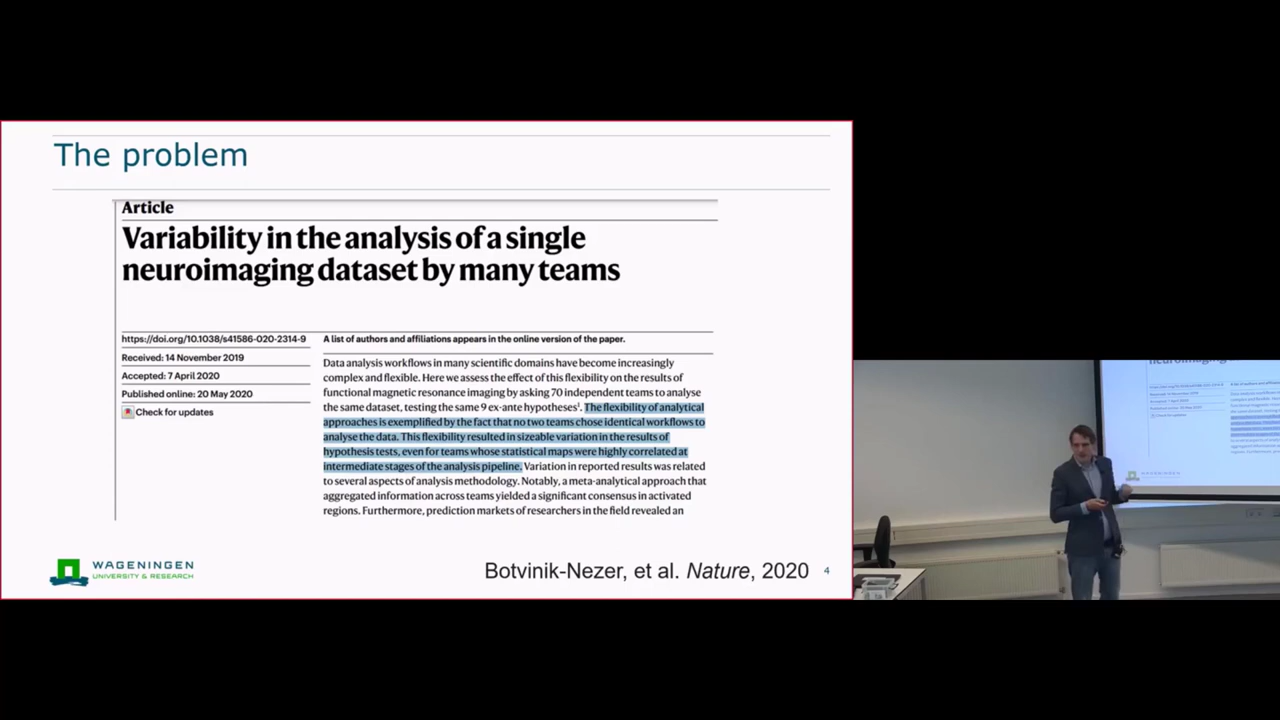 The problem
Article
Variability in the analysis of a single
neuroimaging dataset by many teams
https://doi.org/10.1038/s41586-020-2314-9
Received: 14 November 2019
Accepted: 7 April 2020
Published online: 20 May 2020
Check for updates
A list of authors and affiliations appears in the online version of the paper.
Data analysis workflows in many scientific domains have become increasingly
complex and flexible. Here we assess the effect of this flexibility on the results of
functional magnetic resonance imaging by asking 70 independent teams to analyse
the same dataset, testing the same 9 ex-ante hypotheses¹. The flexibility of analytical
approaches is exemplified by the fact that no two teams chose identical workflows to
analyse the data. This flexibility resulted in sizeable variation in the results of
hypothesis tests, even for teams whose statistical maps were highly correlated at
intermediate stages of the analysis pipeline. Variation in reported results was related
to several aspects of analysis methodology. Notably, a meta-analytical approach that
aggregated information across teams yielded a significant consensus in activated
regions. Furthermore, prediction markets of researchers in the field revealed an
WAGENINGEN
UNIVERSITY & RESEARCH
Botvinik-Nezer, et al. Nature, 2020
4